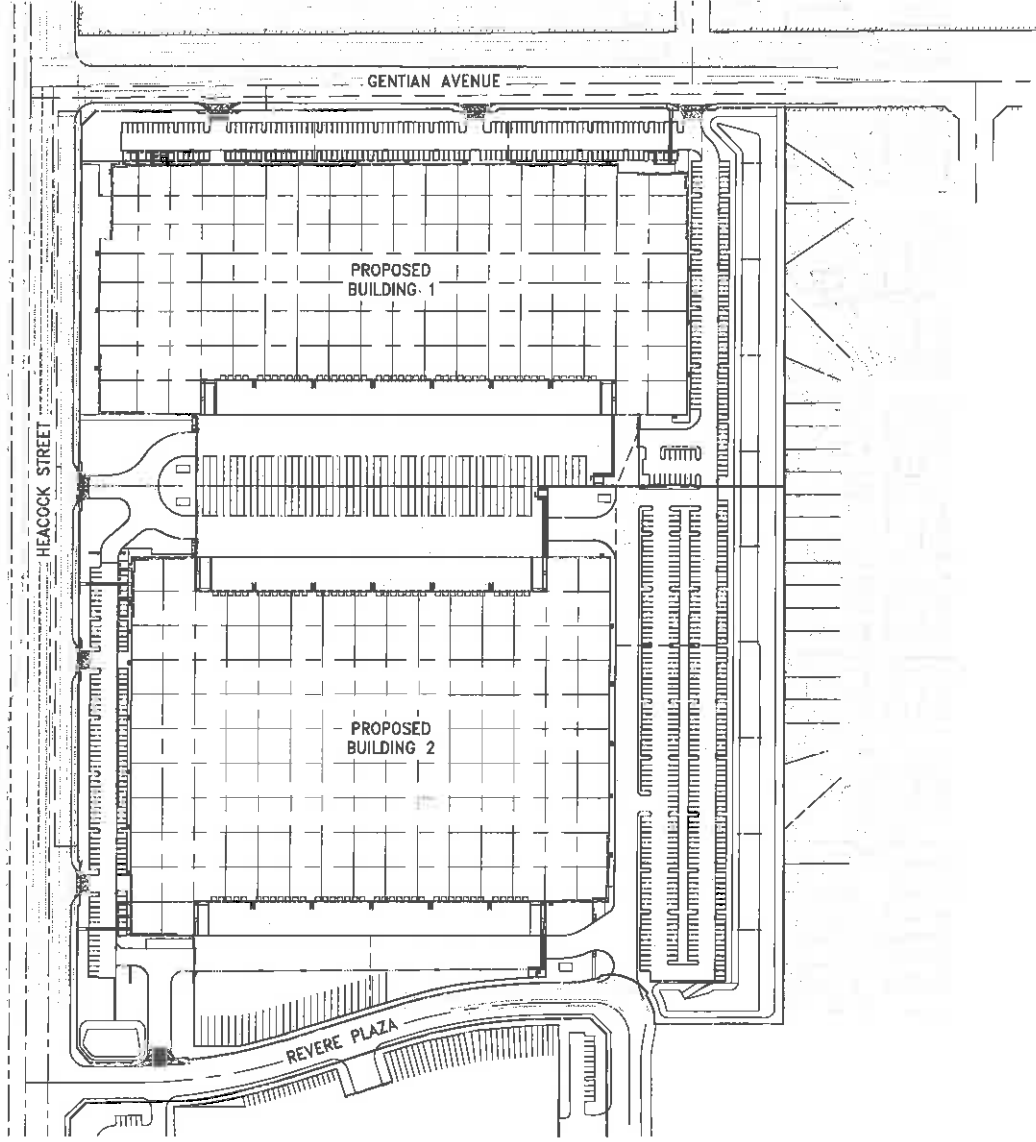 GENTIAN AVENUE
PROPOSED
BUILDING 1
HEACOCK STREET
PROPOSED
BUILDING 2
REVERE PLAZA